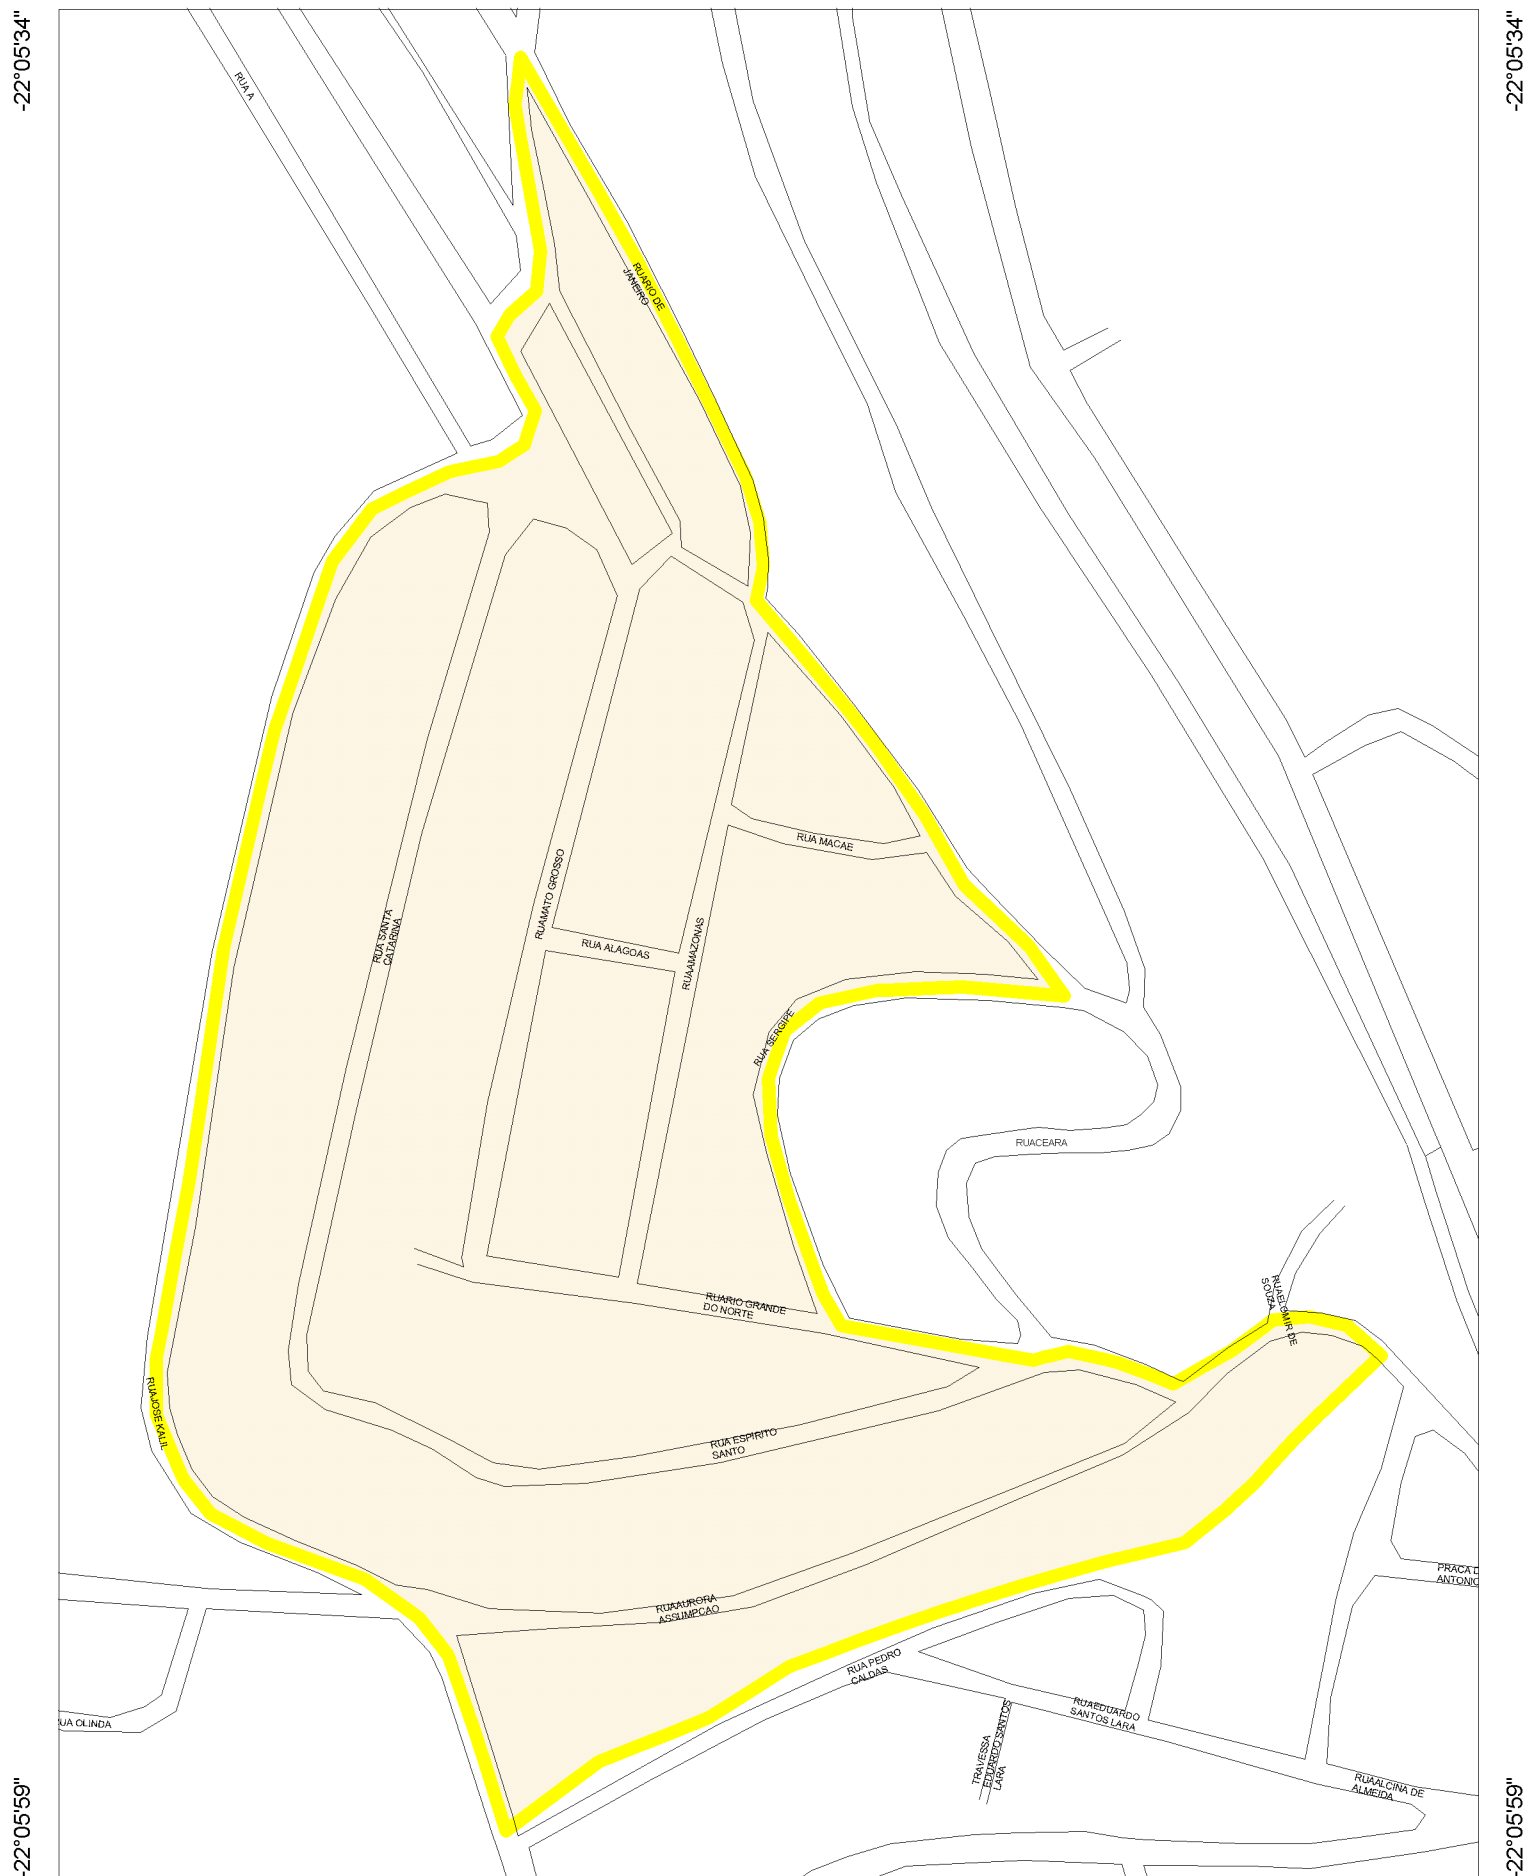 -22°05'34"
-22°05'34"
RUA A
RUARIO DE
JANEIRO
RUA MACAE
RUAMATO GROSSO
RUA SANTA
CATARINA
RUA ALAGOAS
RUAAMAZONAS
RUA SERGIPE
RUACEARA
RUAELOMIR DE
SOUZA
RUARIO GRANDE
DO NORTE
RUAJOSE KALIL
RUA ESPIRITO
SANTO
PRACA D
ANTONIO
RUAAURORA
ASSUMPCAO
RUA PEDRO
CALDAS
RUAEDUARDO
SANTOS LARA
UA OLINDA
TRAVESSA
EDUARDO SANTOS
LARA
RUAALCINA DE
ALMEIDA
-22°05'59"
-22°05'59"